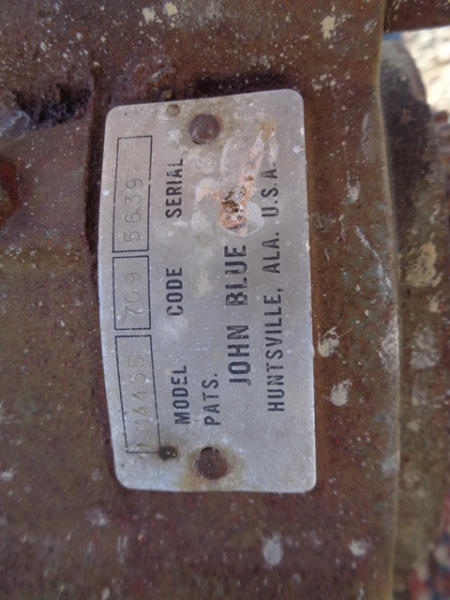 709 5639
MODEL CODE SERIAL
PATS.
JOHN BLUE
HUNTSVILLE, ALA. U.S.A.